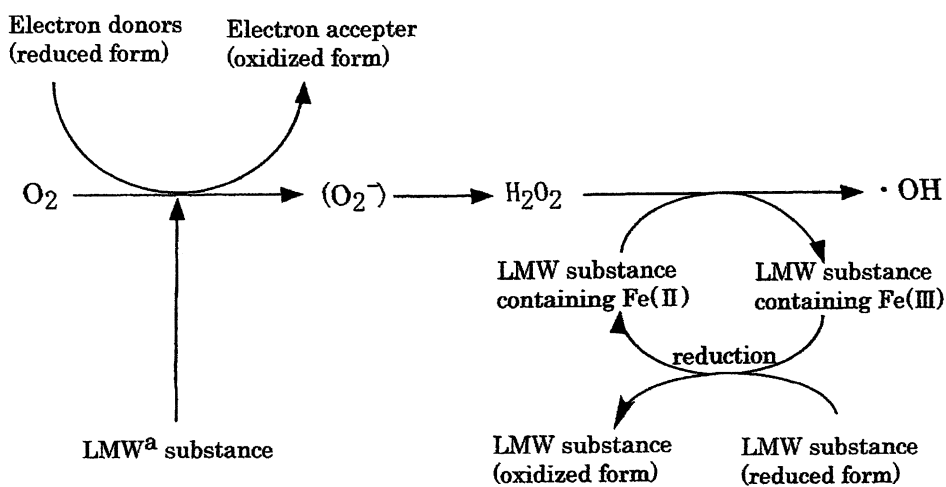 Electron donors
(reduced form)
Electron accepter
(oxidized form)
O₂
(O₂⁻)
H₂O₂
· OH
LMW substance
containing Fe(Ⅱ)
LMW substance
containing Fe(Ⅲ)
reduction
LMWᵃ substance
LMW substance
(oxidized form)
LMW substance
(reduced form)